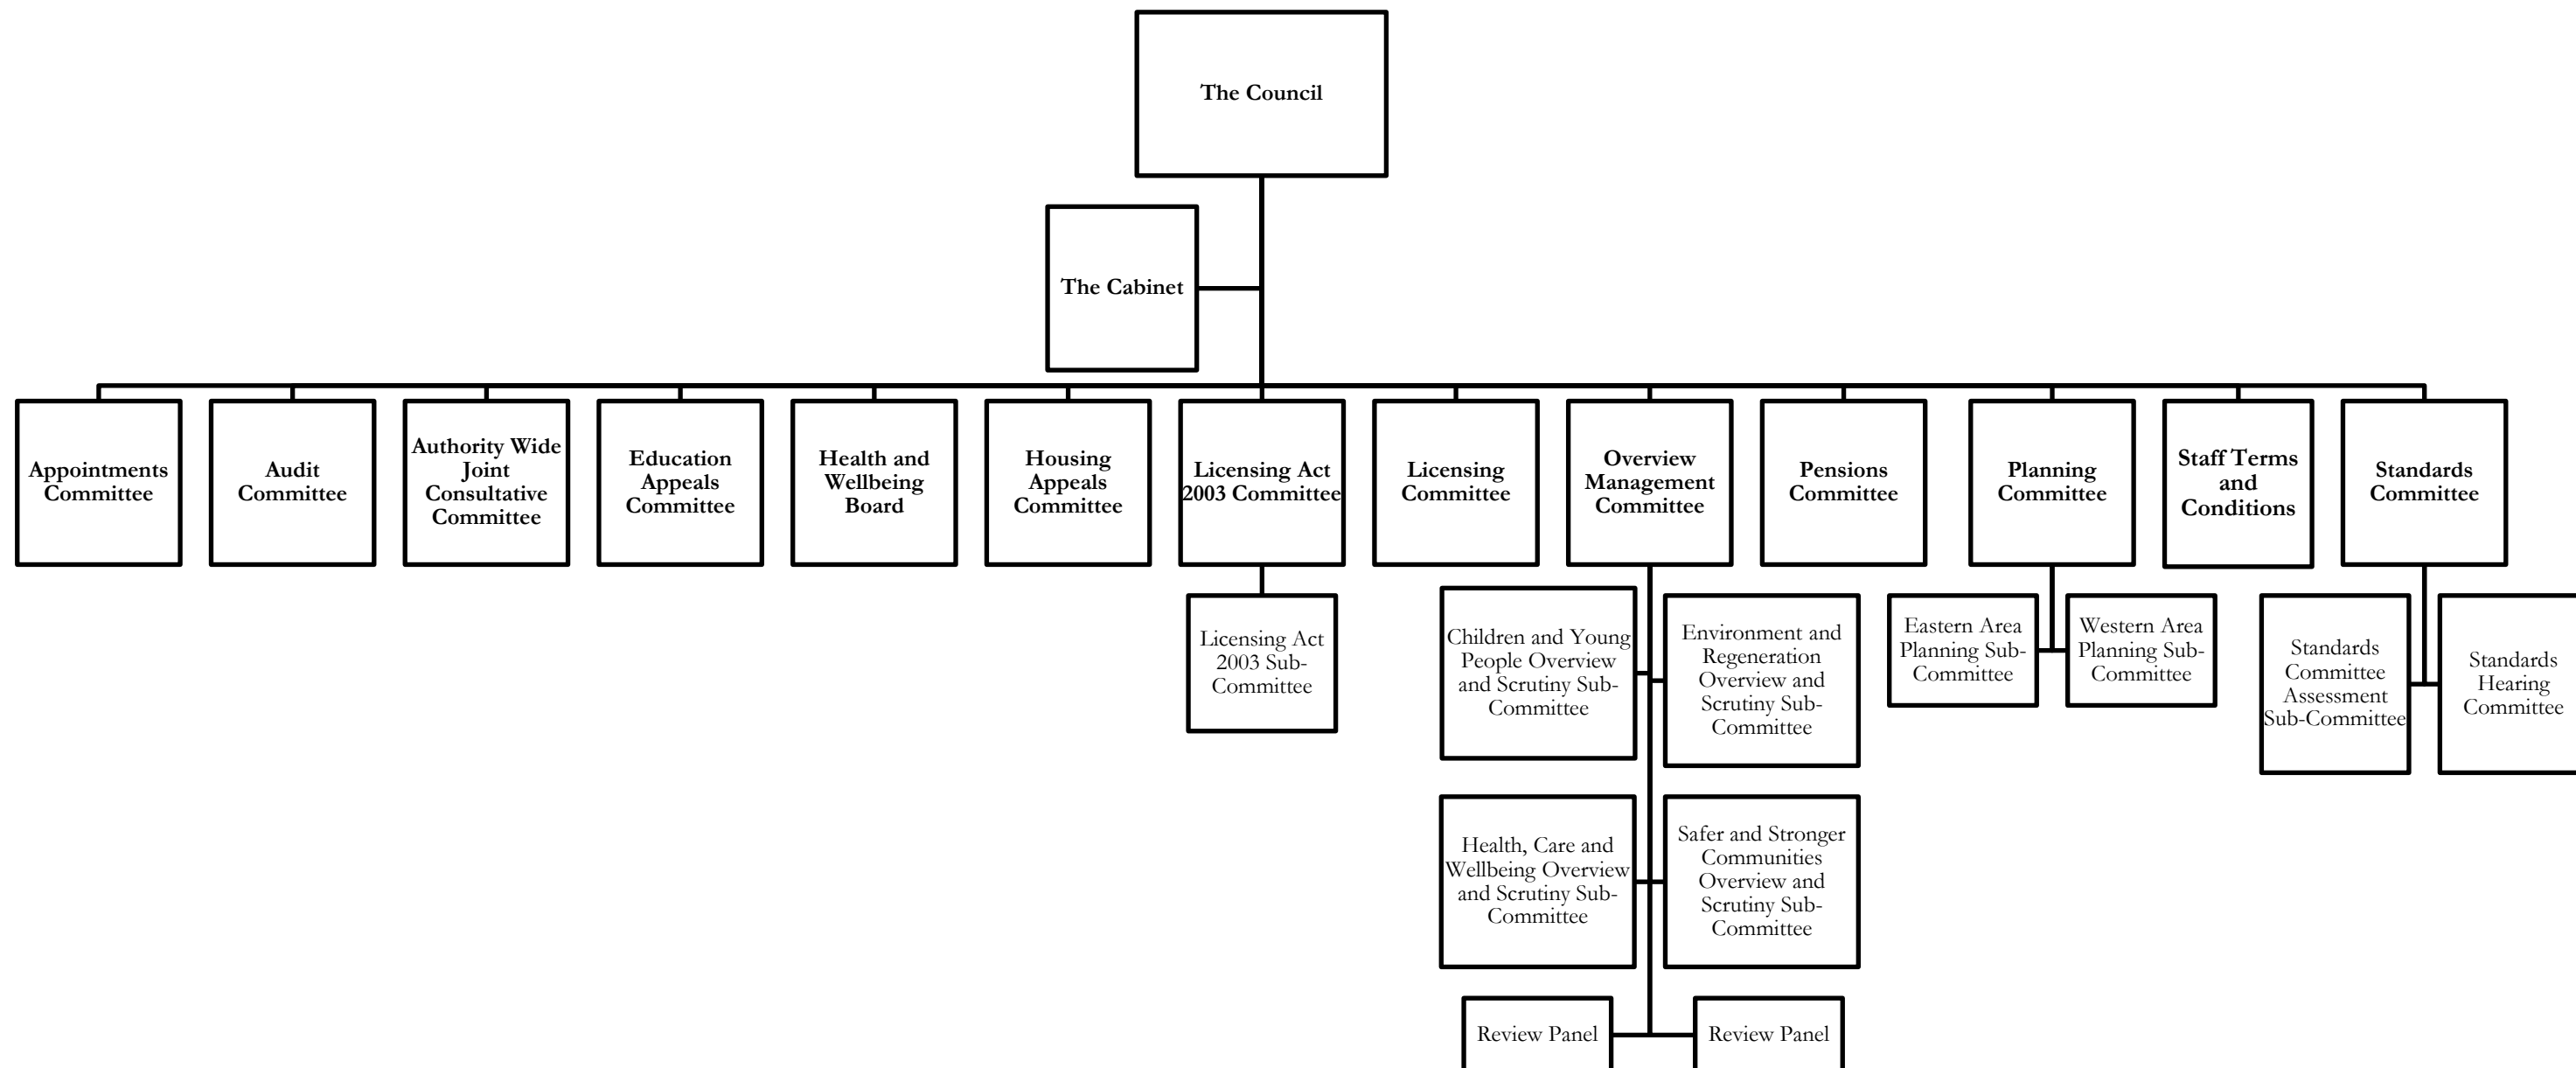 The Council
The Cabinet
Appointments
Committee
Audit
Committee
Authority Wide
Joint
Consultative
Committee
Education
Appeals
Committee
Health and
Wellbeing
Board
Housing
Appeals
Committee
Licensing Act
2003 Committee
Licensing
Committee
Overview
Management
Committee
Pensions
Committee
Planning
Committee
Staff Terms
and
Conditions
Standards
Committee
Licensing Act
2003 Sub-
Committee
Children and Young
People Overview
and Scrutiny Sub-
Committee
Environment and
Regeneration
Overview and
Scrutiny Sub-
Committee
Eastern Area
Planning Sub-
Committee
Western Area
Planning Sub-
Committee
Standards
Committee
Assessment
Sub-Committee
Standards
Hearing
Committee
Health, Care and
Wellbeing Overview
and Scrutiny Sub-
Committee
Safer and Stronger
Communities
Overview and
Scrutiny Sub-
Committee
Review Panel
Review Panel